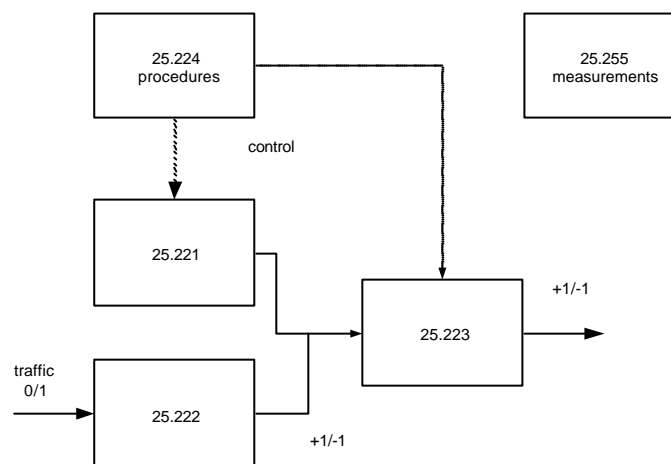 25.224
procedures
25.255
measurements
control
25.221
+1/-1
25.223
traffic
0/1
25.222
+1/-1